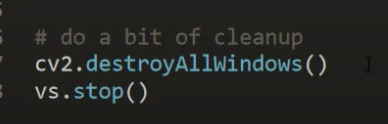 # do a bit of cleanup
cv2.destroyAllWindows()
vs.stop()